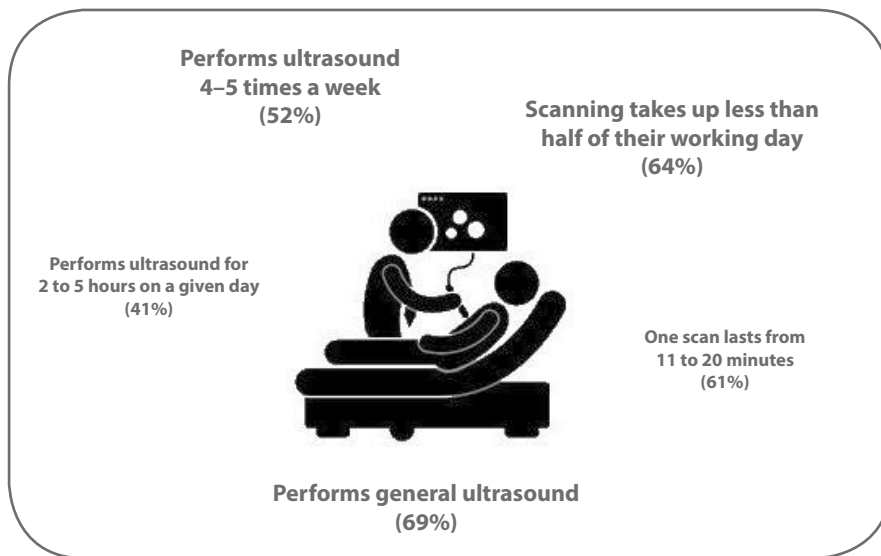 Performs ultrasound
4–5 times a week
(52%)
Scanning takes up less than
half of their working day
(64%)
Performs ultrasound for
2 to 5 hours on a given day
(41%)
One scan lasts from
11 to 20 minutes
(61%)
Performs general ultrasound
(69%)